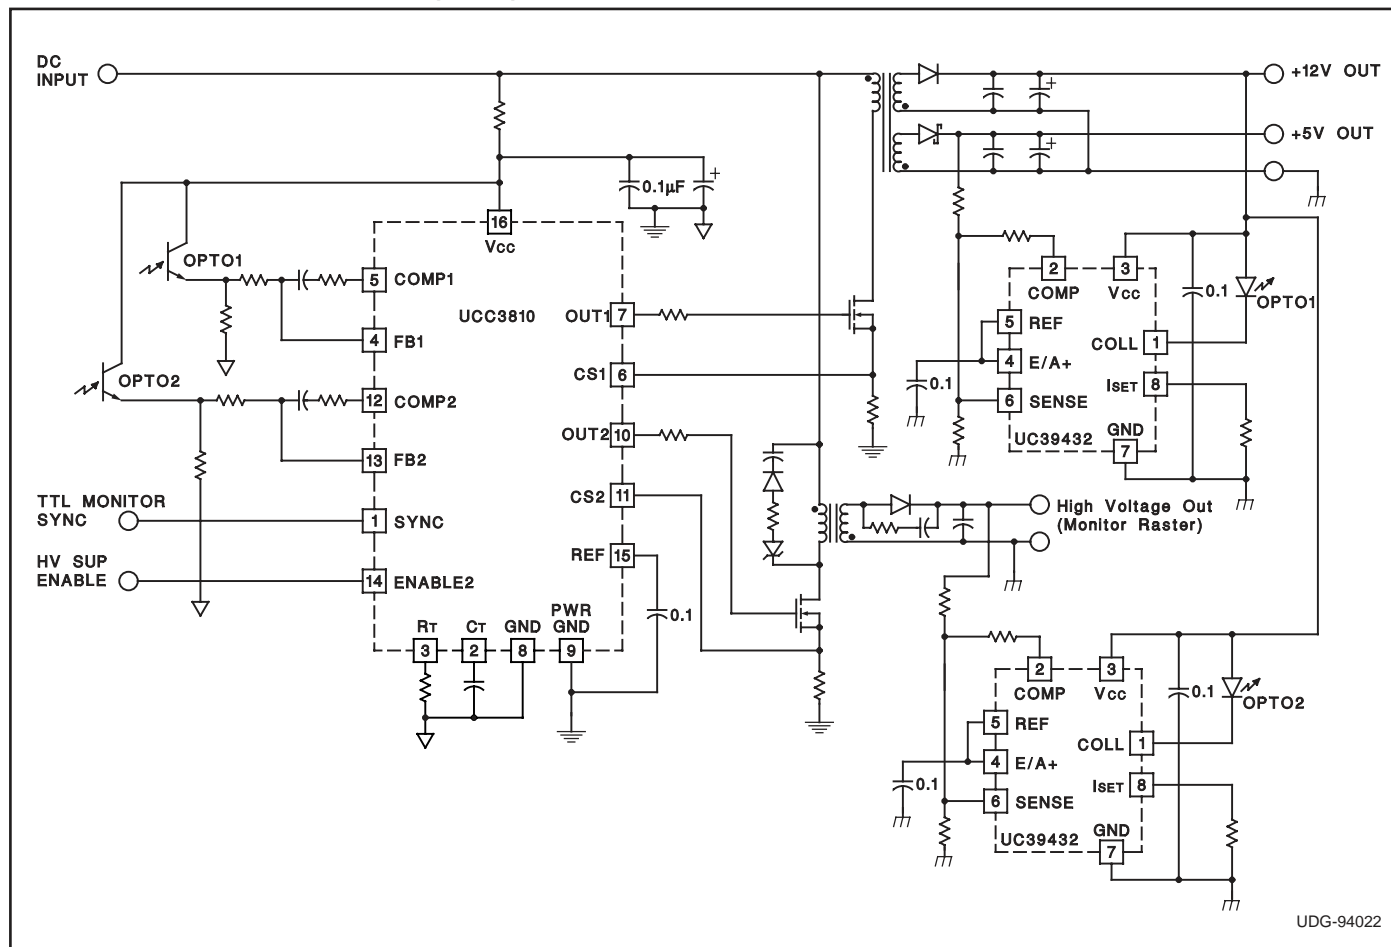 DC
INPUT
+12V OUT
+5V OUT
0.1µF
16
VCC
OPTO1
5
COMP1
UCC3810
OUT1
7
4
FB1
CS1
6
OPTO2
12
COMP2
OUT2
10
13
FB2
CS2
11
TTL MONITOR
SYNC
1
SYNC
REF
15
HV SUP
ENABLE
14
ENABLE2
0.1
RT
CT
GND
PWR
GND
3
2
8
9
2
COMP
3
VCC
0.1
OPTO1
5
REF
COLL
1
4
E/A+
ISET
8
0.1
6
SENSE
GND
UC39432
7
High Voltage Out
(Monitor Raster)
2
COMP
3
VCC
0.1
OPTO2
5
REF
COLL
1
4
E/A+
ISET
8
0.1
6
SENSE
GND
UC39432
7
UDG-94022